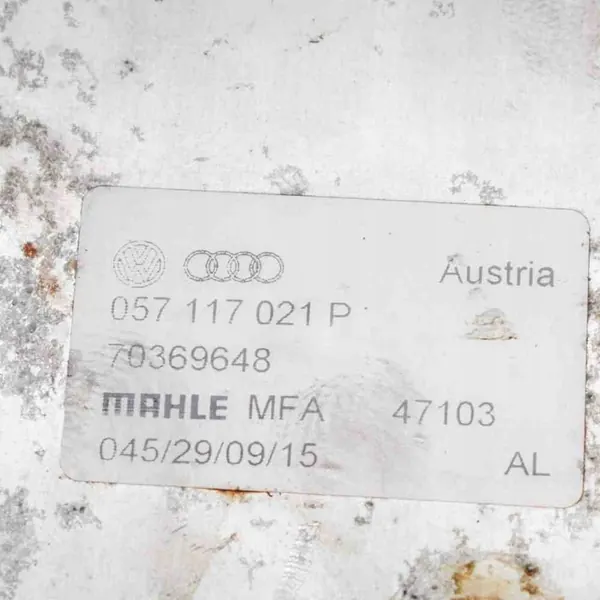 Austria
057 117 021 P
70369648
MAHLE MFA 47103
045/29/09/15 AL